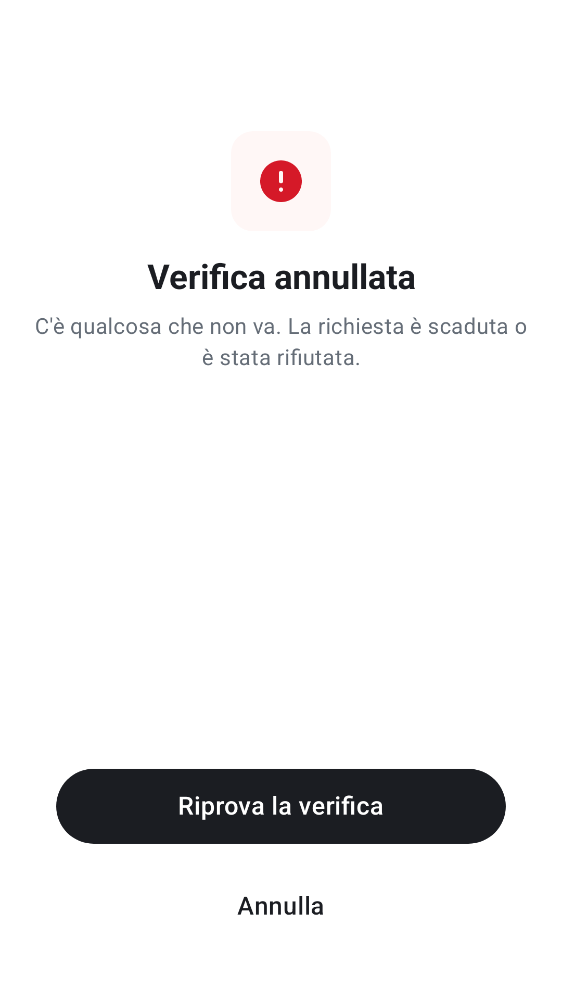 Verifica annullata
C'è qualcosa che non va. La richiesta è scaduta o
è stata rifiutata.
Riprova la verifica
Annulla